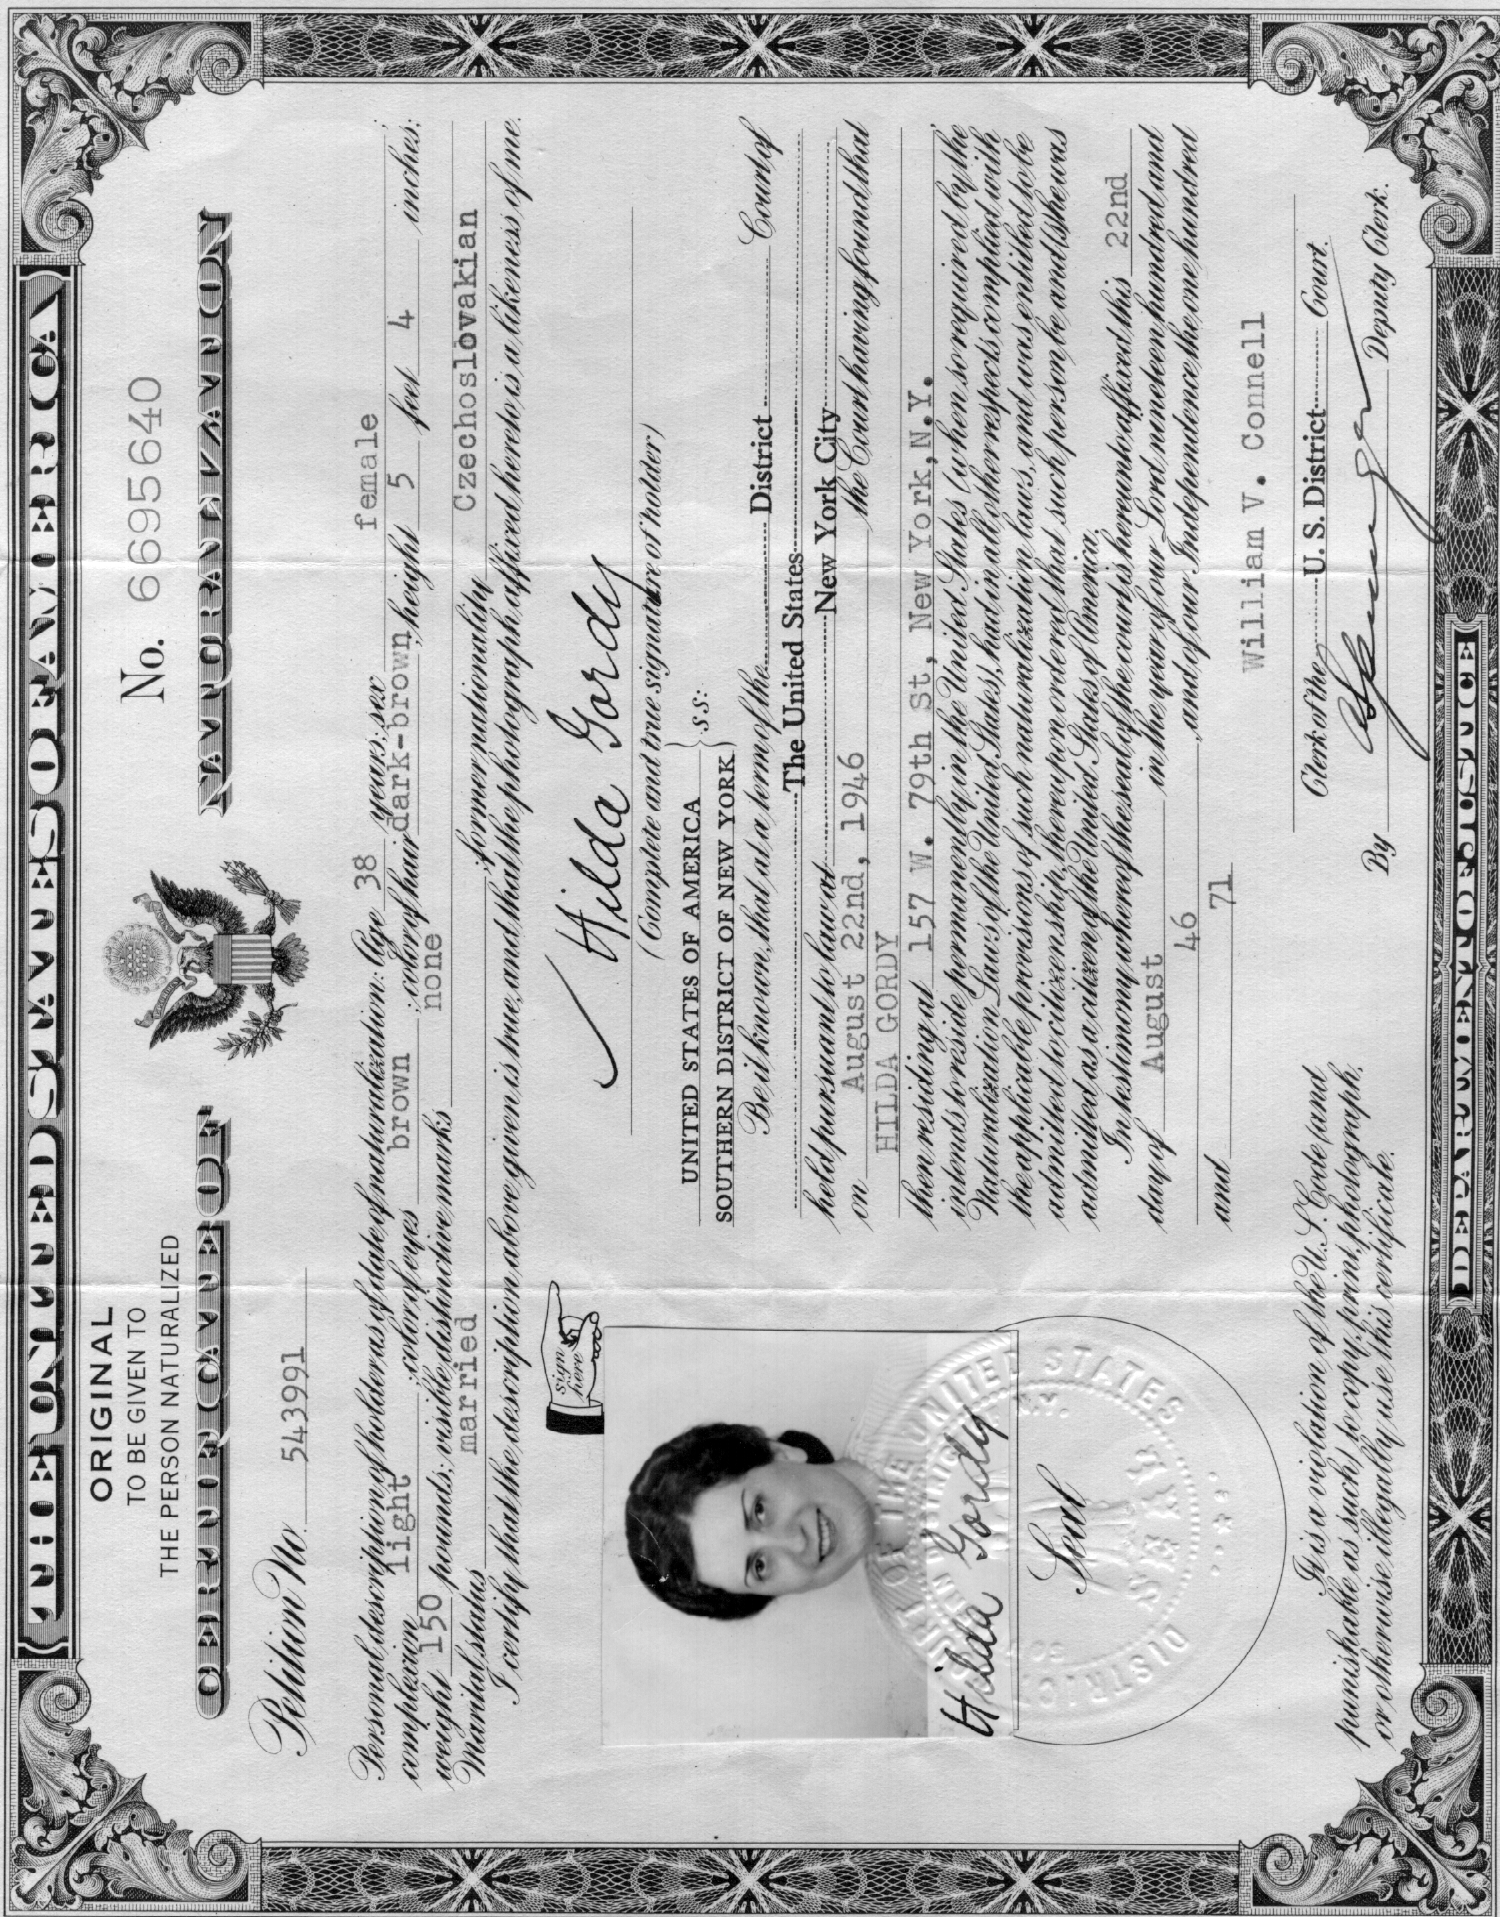 THE UNITED STATES OF AMERICA
ORIGINAL
TO BE GIVEN TO
THE PERSON NATURALIZED
No. 6695640
CERTIFICATE OF NATURALIZATION
Petition No. 543991
Personal description of holder as of date of naturalization: Age 38 years; sex female
complexion light ; color of eyes brown ; color of hair dark-brown ; height 5 feet 4 inches;
weight 150 pounds; visible distinctive marks none
Marital status married ; former nationality Czechoslovakian
I certify that the description above given is true, and that the photograph affixed hereto is a likeness of me.
sign here
Hilda Gordy
(Complete and true signature of holder)
UNITED STATES OF AMERICA
SOUTHERN DISTRICT OF NEW YORK } s.s:
Be it known, that at a term of the District Court of
The United States
held pursuant to law at New York City
on August 22nd, 1946 the Court having found that
HILDA GORDY
then residing at 157 W. 79th St, New York, N.Y.
intends to reside permanently in the United States (when so required by the
Naturalization Laws of the United States), had in all other respects complied with
the applicable provisions of such naturalization laws, and was entitled to be
admitted to citizenship, thereupon ordered that such person be and (s)he was
admitted as a citizen of the United States of America.
In testimony whereof the seal of the court is hereunto affixed this 22nd
day of August in the year of our Lord nineteen hundred and
46 and of our Independence the one hundred
and 71
William V. Connell
Clerk of the U. S. District Court.
By Deputy Clerk.
Hilda Gordy
Seal
It is a violation of the U.S. Code (and
punishable as such) to copy, print, photograph,
or otherwise illegally use this certificate.
DEPARTMENT OF JUSTICE